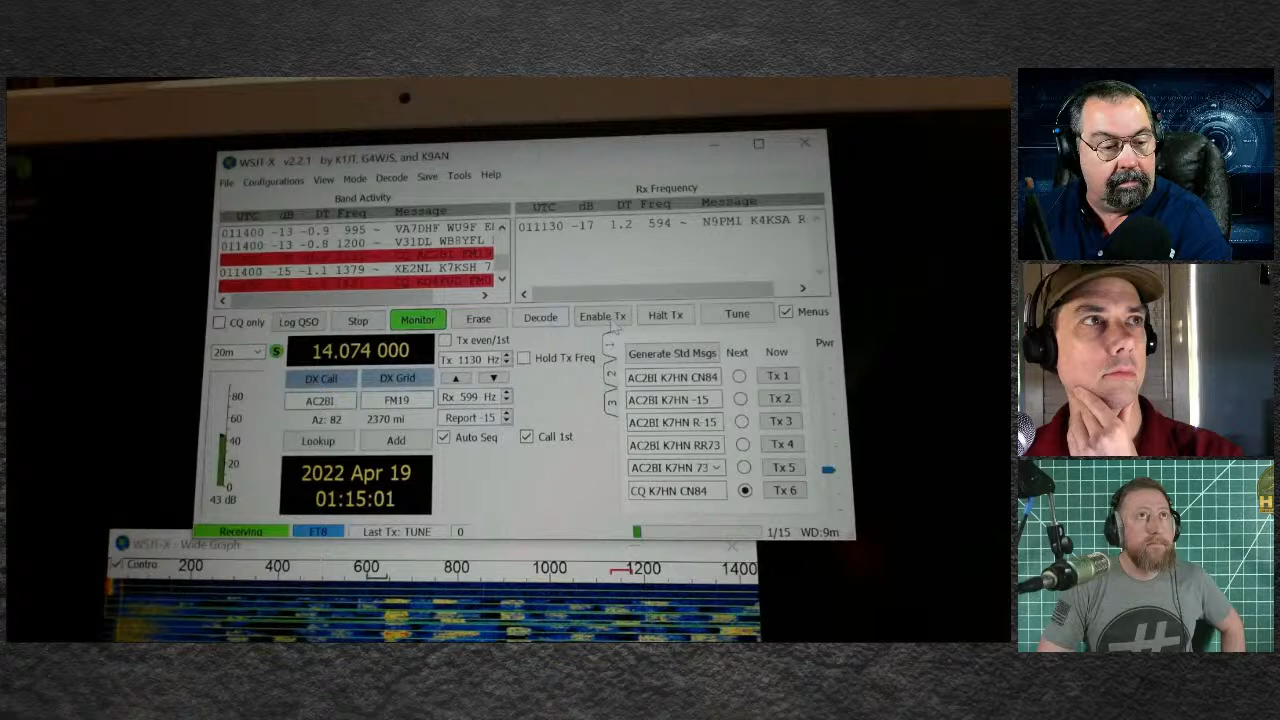 WSJT-X v2.2.1 by K1JT, G4WJS, and K9AN
File Configurations View Mode Decode Save Tools Help
Band Activity
UTC dB DT Freq Message
011400 -13 -0.9 995 ~ VA7DHF WU9F
011400 -13 -0.8 1200 ~ V31DL WB8YFL
CQ AC2BI FM19
011400 -15 -1.1 1379 ~ XE2NL K7KSH 7
Rx Frequency
UTC dB DT Freq Message
011130 -17 1.2 594 ~ N9PMI K4KSA R
CQ only Log QSO Stop Monitor Erase Decode Enable Tx Halt Tx Tune Menus
20m
S
14.074 000
Tx even/1st
Tx 1130 Hz
Hold Tx Freq
DX Call DX Grid
AC2BI FM19
Rx 599 Hz
Az: 82 2370 mi
Report -15
Lookup Add
Auto Seq
Call 1st
2022 Apr 19
01:15:01
80
60
40
20
0
43 dB
1
2
3
Generate Std Msgs Next Now
AC2BI K7HN CN84 Tx 1
AC2BI K7HN -15 Tx 2
AC2BI K7HN R-15 Tx 3
AC2BI K7HN RR73 Tx 4
AC2BI K7HN 73 Tx 5
CQ K7HN CN84 Tx 6
Pwr
Receiving FT8 Last Tx: TUNE 0 1/15 WD:9m
WSJT-X - Wide Graph
Contro 200 400 600 800 1000 1200 1400
H